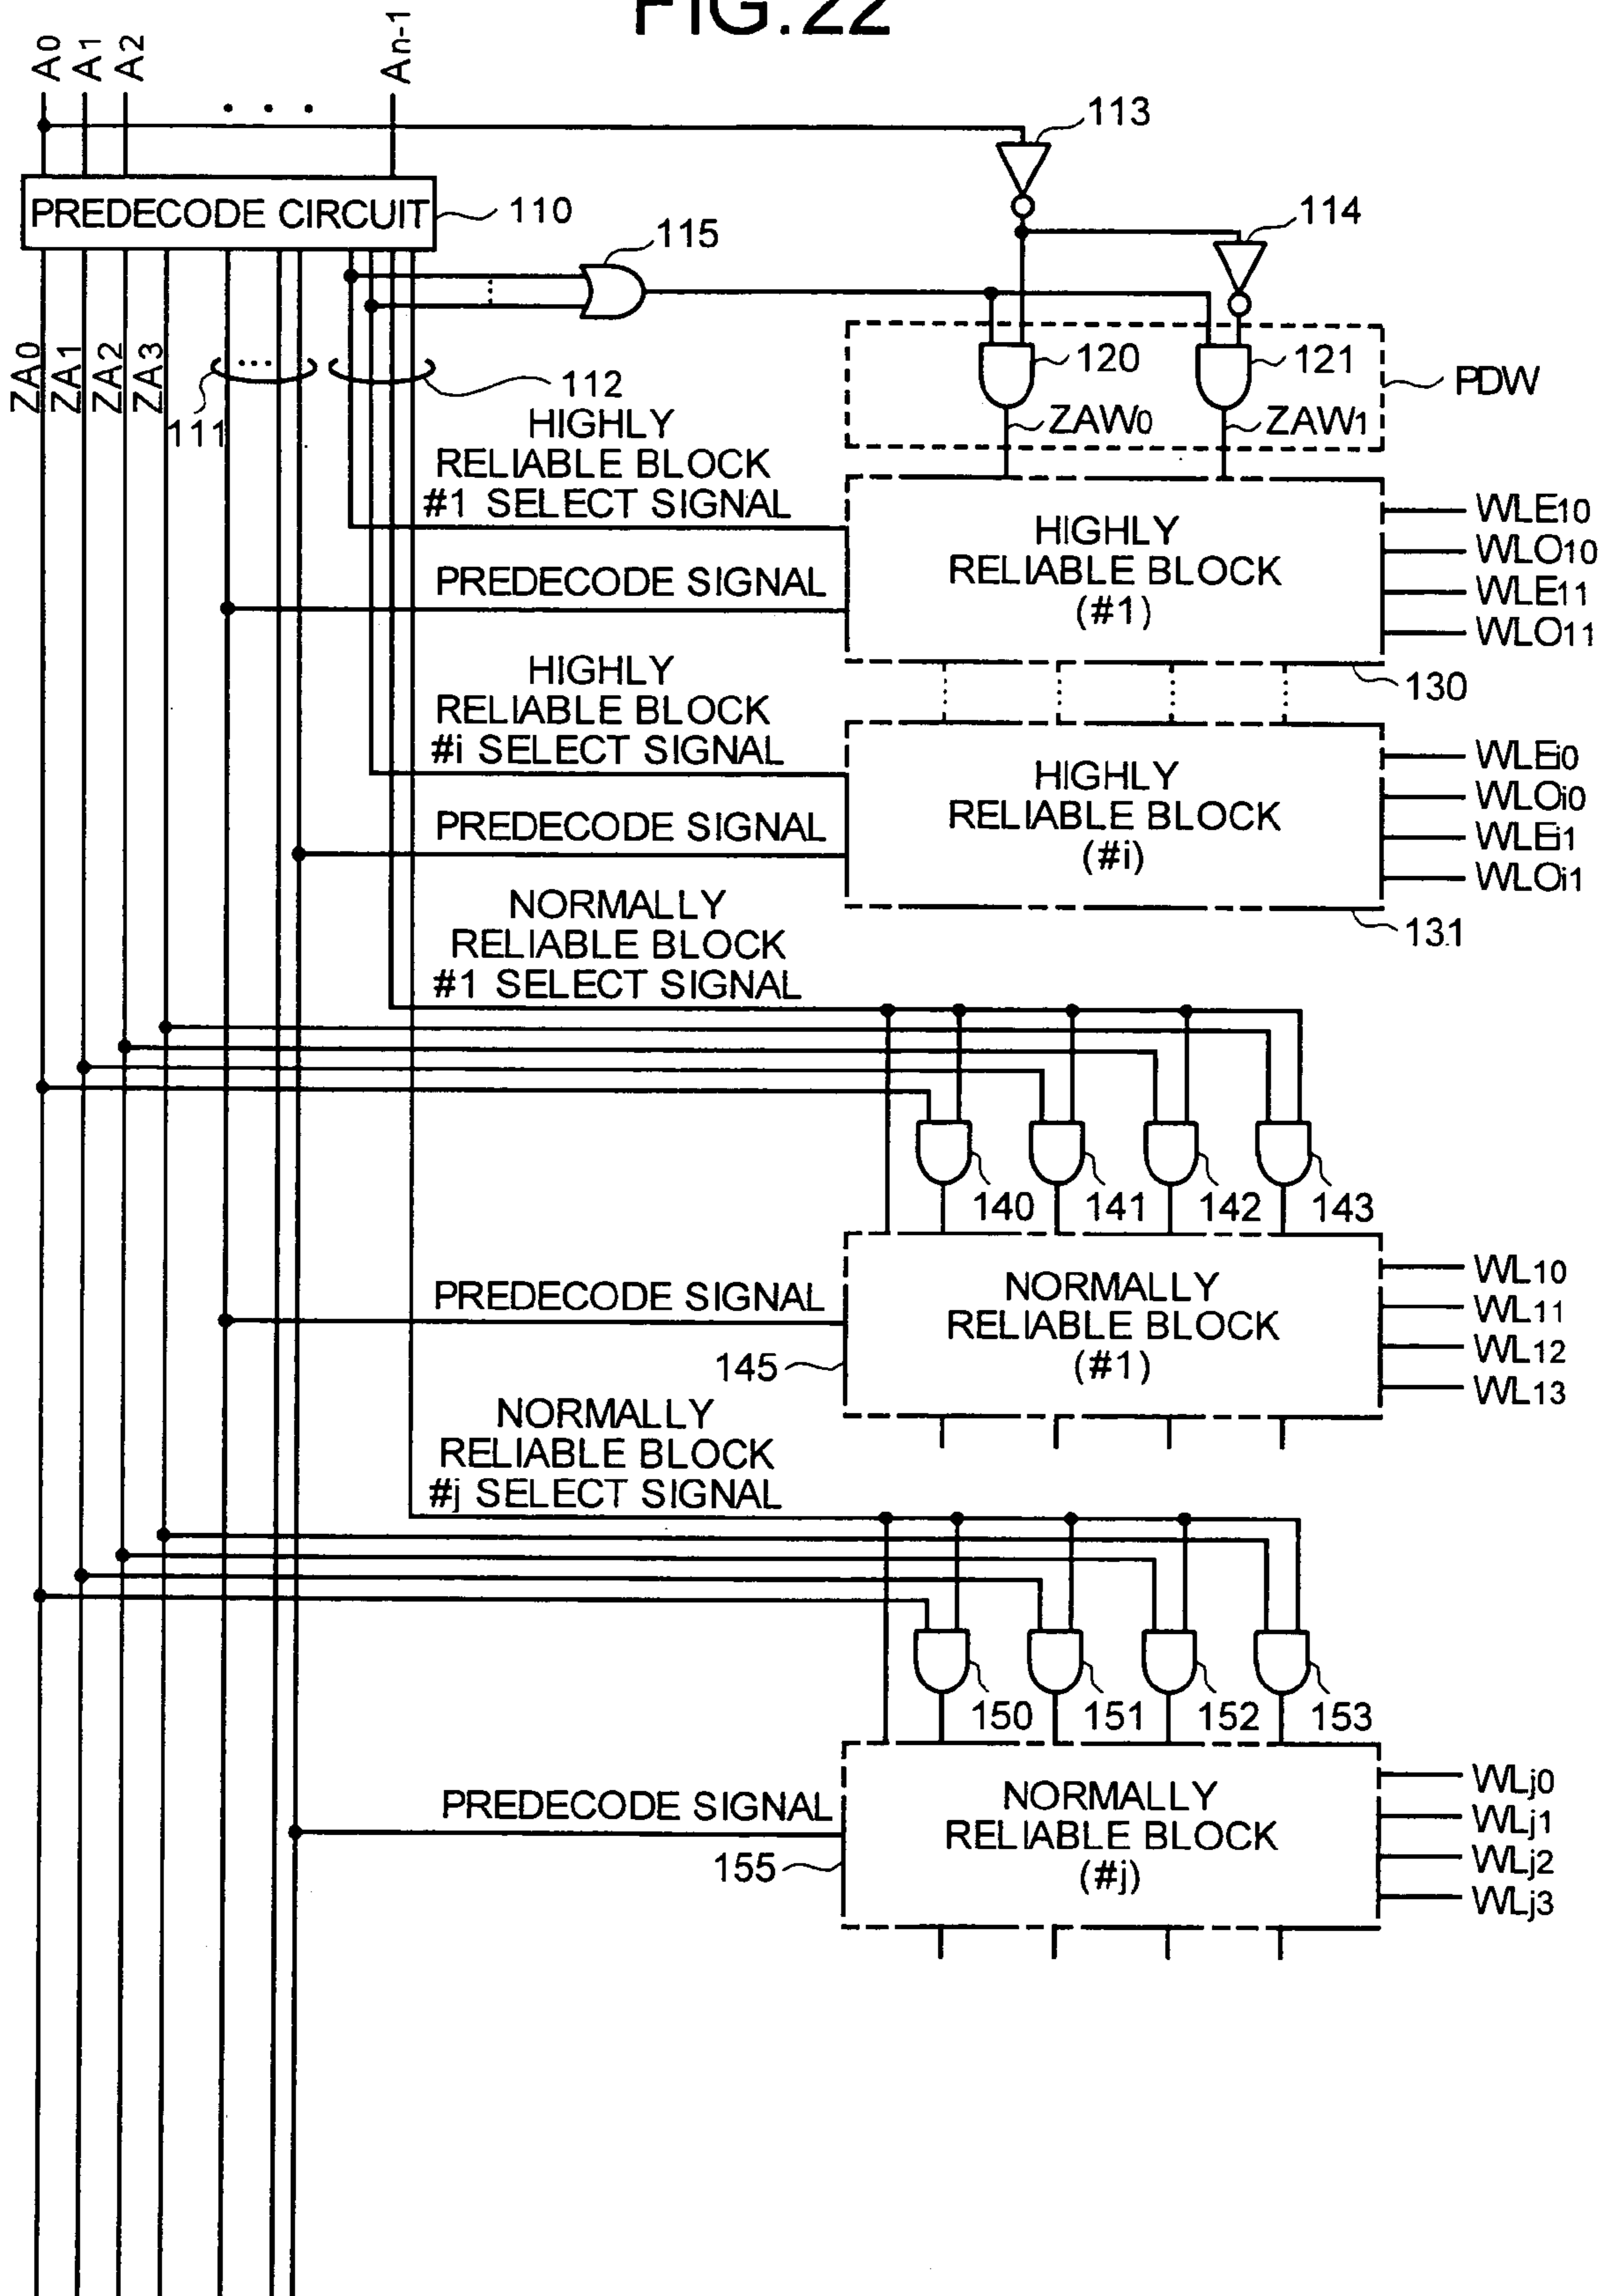 FIG.22
A0
A1
A2
An-1
. . .
113
PREDECODE CIRCUIT
110
115
114
ZA0
ZA1
ZA2
ZA3
111
112
120
121
PDW
ZAW0
ZAW1
HIGHLY
RELIABLE BLOCK
#1 SELECT SIGNAL
HIGHLY
RELIABLE BLOCK
(#1)
WLE10
WLO10
WLE11
WLO11
PREDECODE SIGNAL
130
HIGHLY
RELIABLE BLOCK
#i SELECT SIGNAL
HIGHLY
RELIABLE BLOCK
(#i)
WLEi0
WLOi0
WLEi1
WLOi1
PREDECODE SIGNAL
131
NORMALLY
RELIABLE BLOCK
#1 SELECT SIGNAL
140
141
142
143
PREDECODE SIGNAL
145
NORMALLY
RELIABLE BLOCK
(#1)
WL10
WL11
WL12
WL13
NORMALLY
RELIABLE BLOCK
#j SELECT SIGNAL
150
151
152
153
PREDECODE SIGNAL
155
NORMALLY
RELIABLE BLOCK
(#j)
WLj0
WLj1
WLj2
WLj3